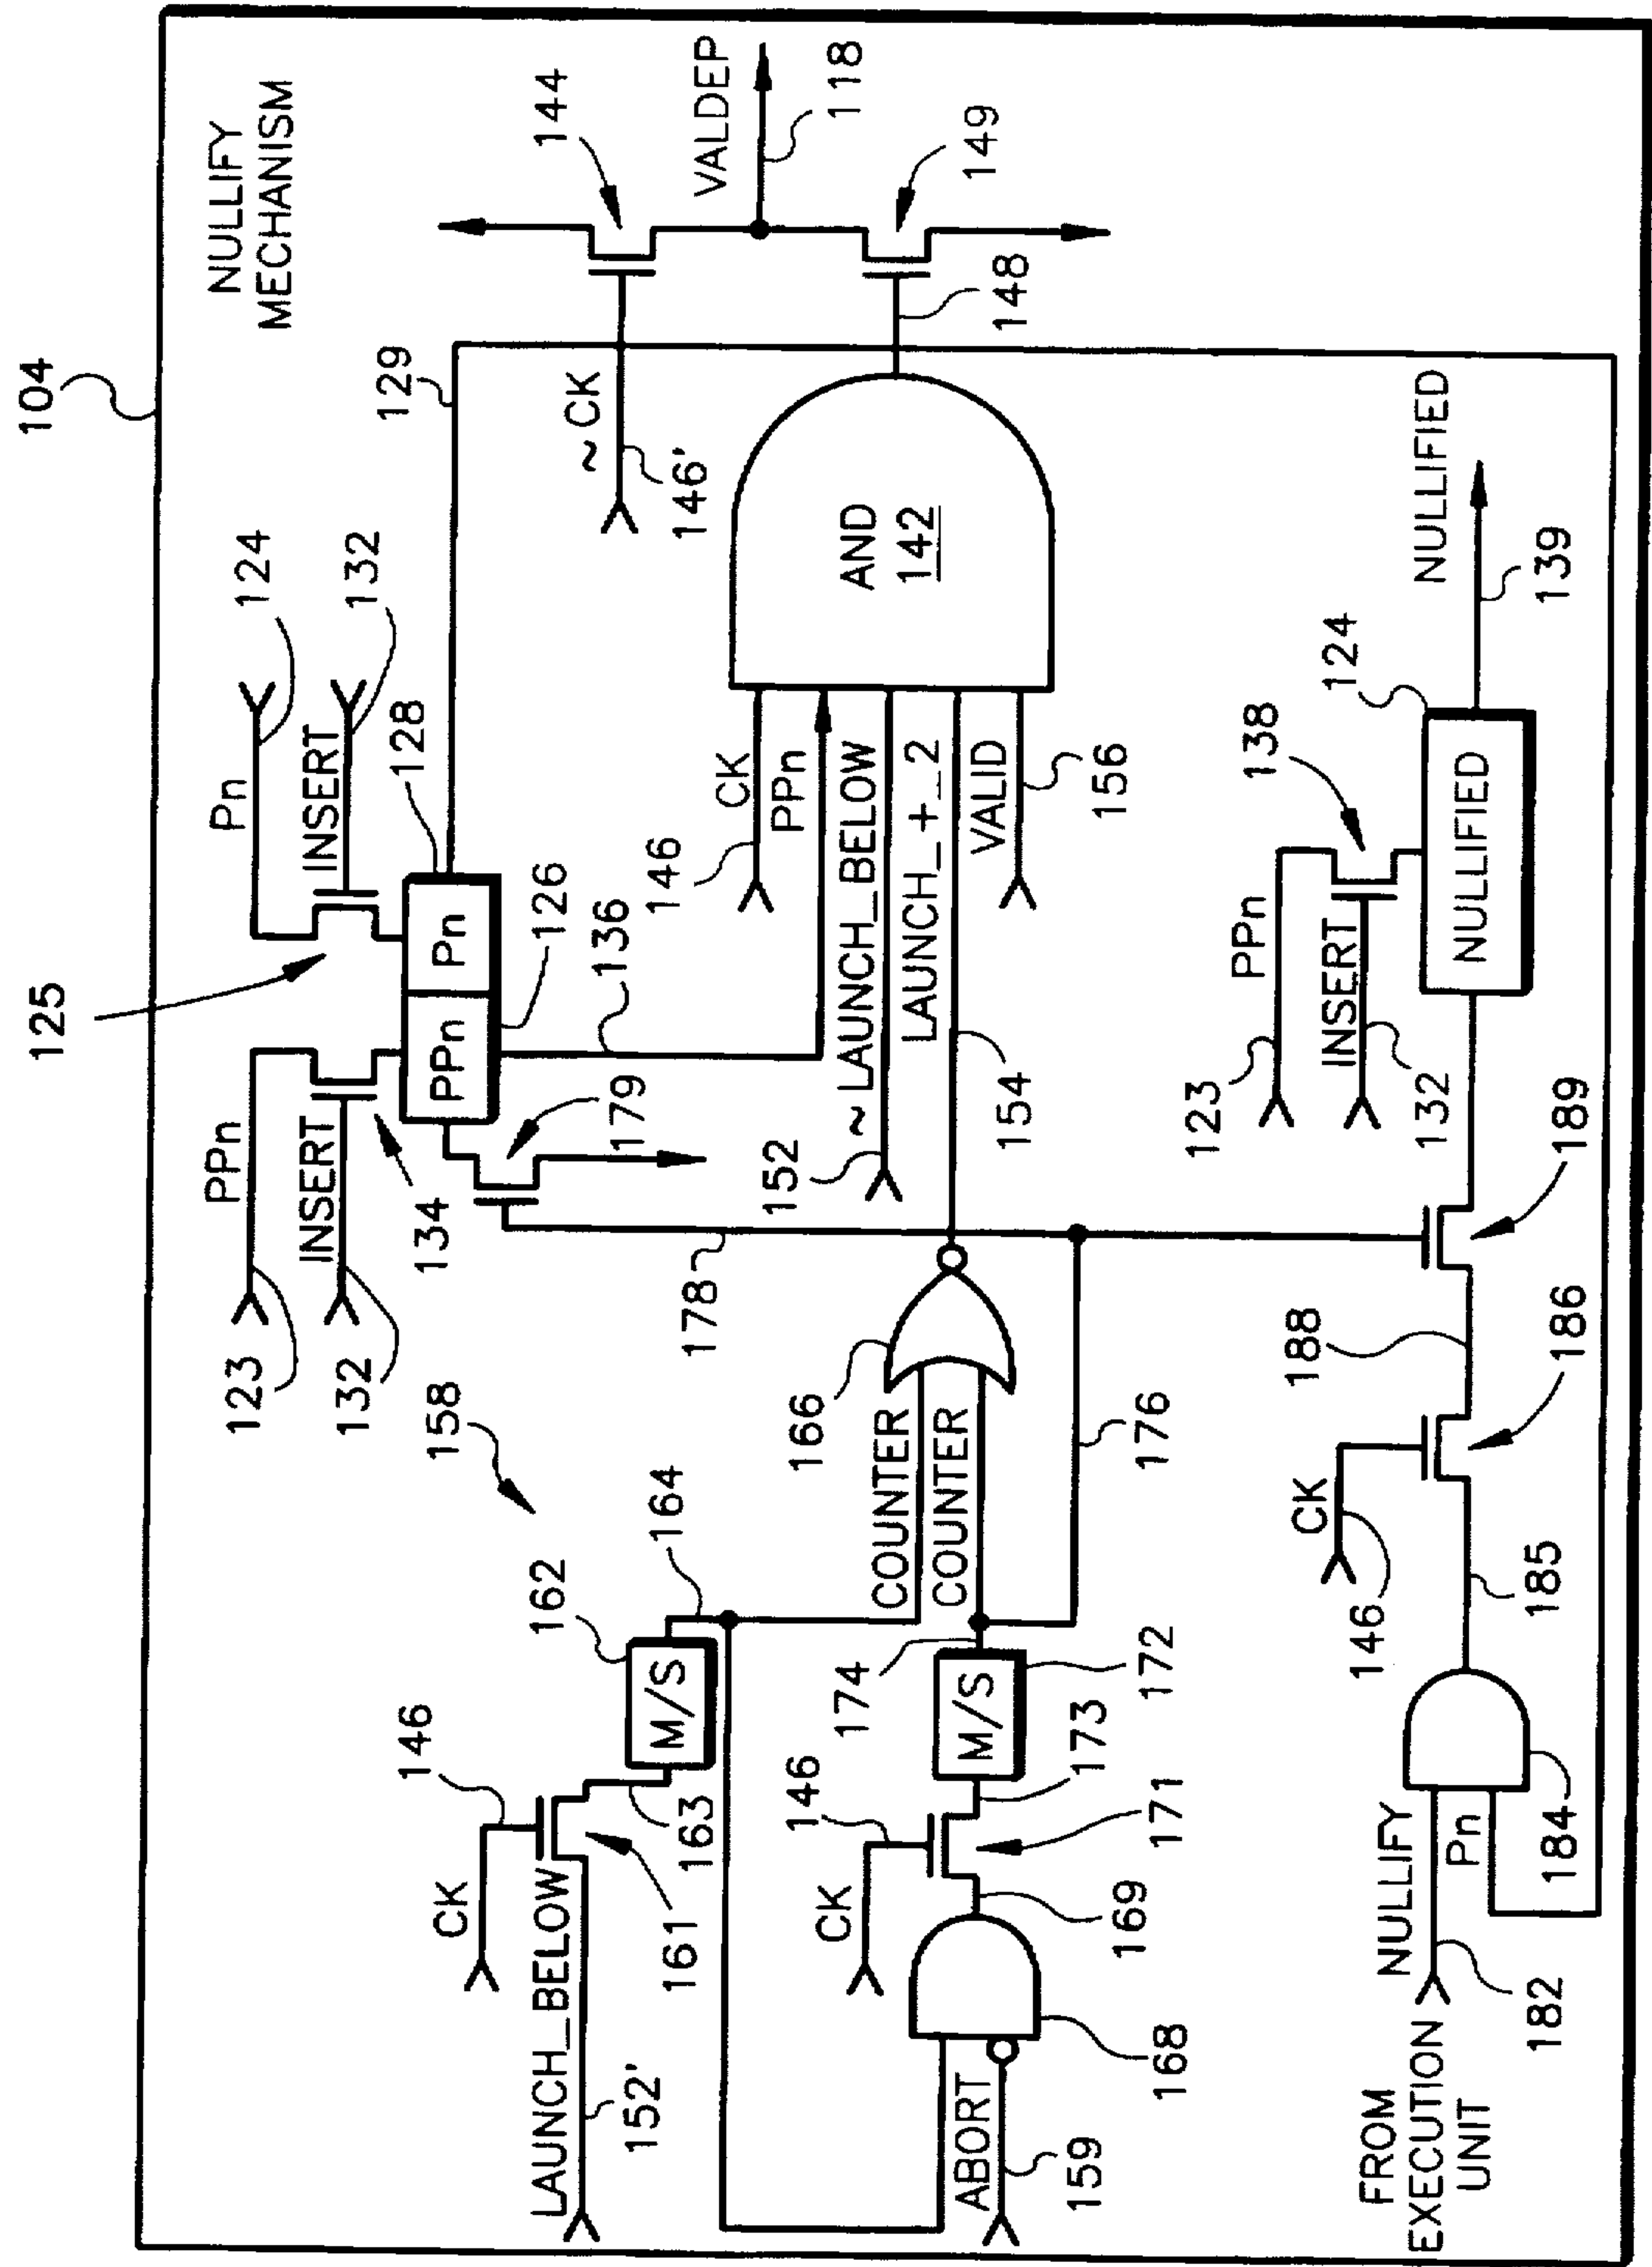 104
NULLIFY
MECHANISM
125
PPn
123
INSERT
132
134
PPn
Pn
Pn
124
INSERT
132
128
126
136
129
179
178
~ CK
146'
144
VALDEP
118
149
148
AND
142
CK
146
PPn
~ LAUNCH_BELOW
152
LAUNCH_+_2
154
VALID
156
158
LAUNCH_BELOW
152'
CK
146
161
163
M/S
162
164
COUNTER
COUNTER
166
ABORT
159
168
169
CK
146
171
173
M/S
172
174
176
FROM
EXECUTION
UNIT
NULLIFY
182
Pn
184
185
CK
146
186
188
189
PPn
123
INSERT
132
138
NULLIFIED
124
NULLIFIED
139